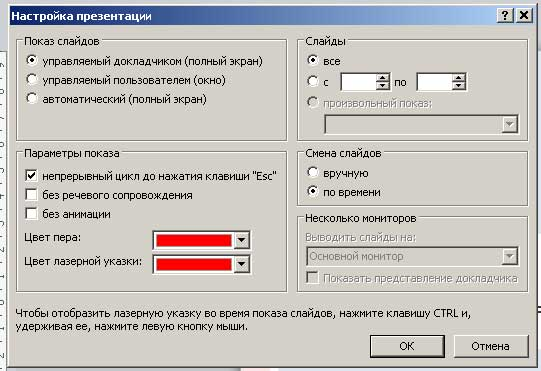 Настройка презентации
Показ слайдов
управляемый докладчиком (полный экран)
управляемый пользователем (окно)
автоматический (полный экран)
Слайды
все
с по
произвольный показ:
Параметры показа
непрерывный цикл до нажатия клавиши "Esc"
без речевого сопровождения
без анимации
Цвет пера:
Цвет лазерной указки:
Смена слайдов
вручную
по времени
Несколько мониторов
Выводить слайды на:
Основной монитор
Показать представление докладчика
Чтобы отобразить лазерную указку во время показа слайдов, нажмите клавишу CTRL и,
удерживая ее, нажмите левую кнопку мыши.
ОК
Отмена